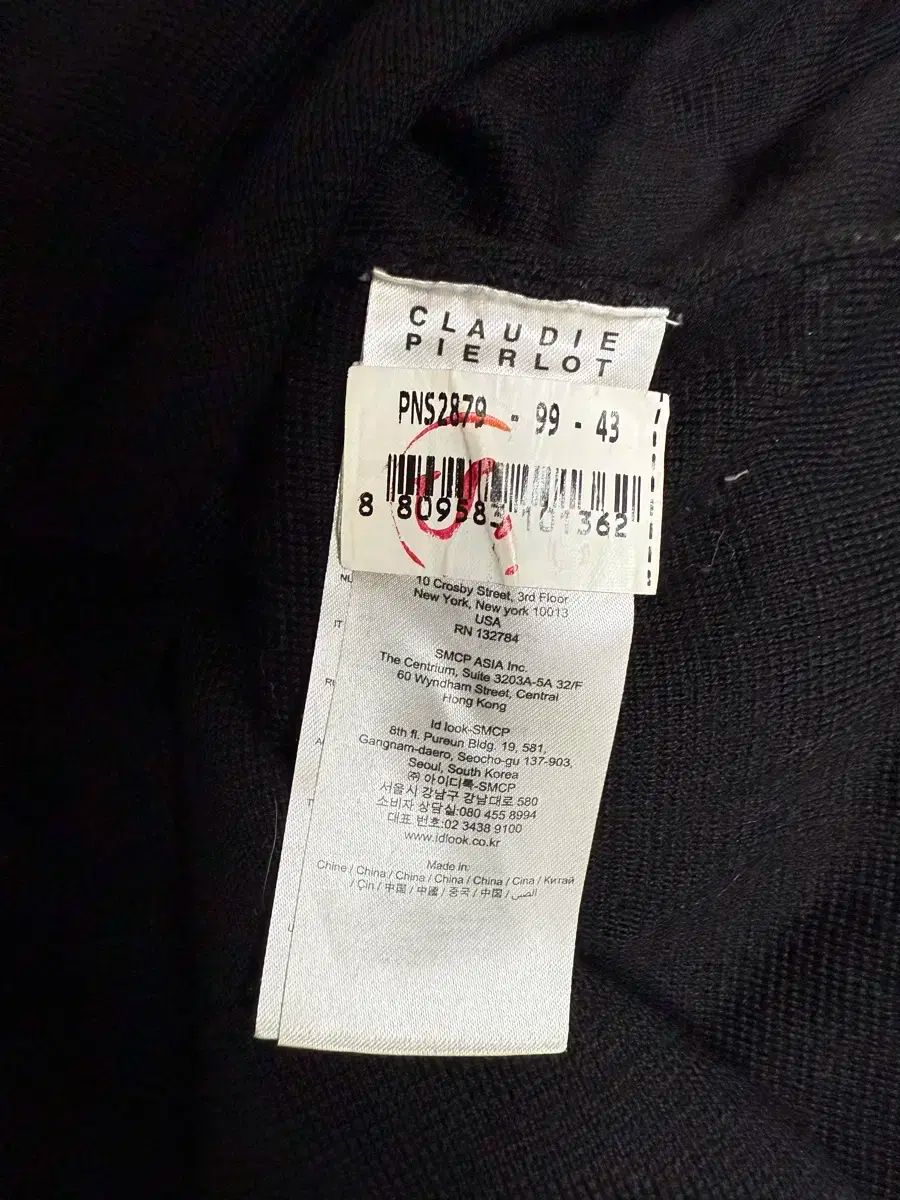 CLAUDIE
PIERLOT
PNS2879 - 99 - 43
8 809583 101362
10 Crosby Street, 3rd Floor
New York, New york 10013
USA
RN 132784
SMCP ASIA Inc.
The Centrium, Suite 3203A-5A 32/F
60 Wyndham Street, Central
Hong Kong
Id look-SMCP
8th fl. Pureun Bldg. 19, 581,
Gangnam-daero, Seocho-gu 137-903,
Seoul, South Korea
㈜ 아이디룩-SMCP
서울시 강남구 강남대로 580
소비자 상담실:080 455 8994
대표 번호:02 3438 9100
www.idlook.co.kr
Made in:
Chine / China / China / China / China / Cina / Китай
/ Çin / 中国 / 中國 / 중국 / 中国 / الصين
NL
IT